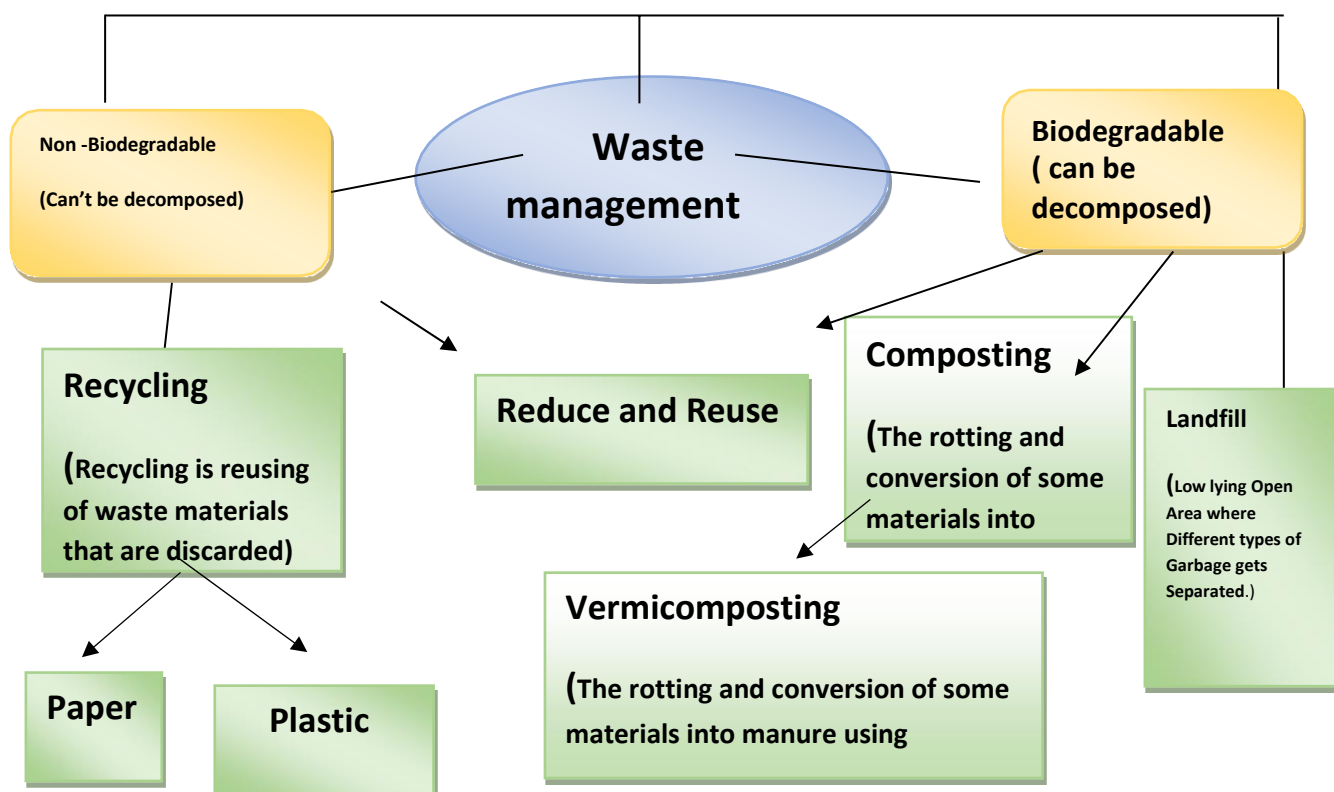 Waste
management
Non -Biodegradable
(Can't be decomposed)
Biodegradable
( can be
decomposed)
Recycling
(Recycling is reusing
of waste materials
that are discarded)
Reduce and Reuse
Composting
(The rotting and
conversion of some
materials into
Landfill
(Low lying Open
Area where
Different types of
Garbage gets
Separated.)
Vermicomposting
(The rotting and conversion of some
materials into manure using
Paper
Plastic